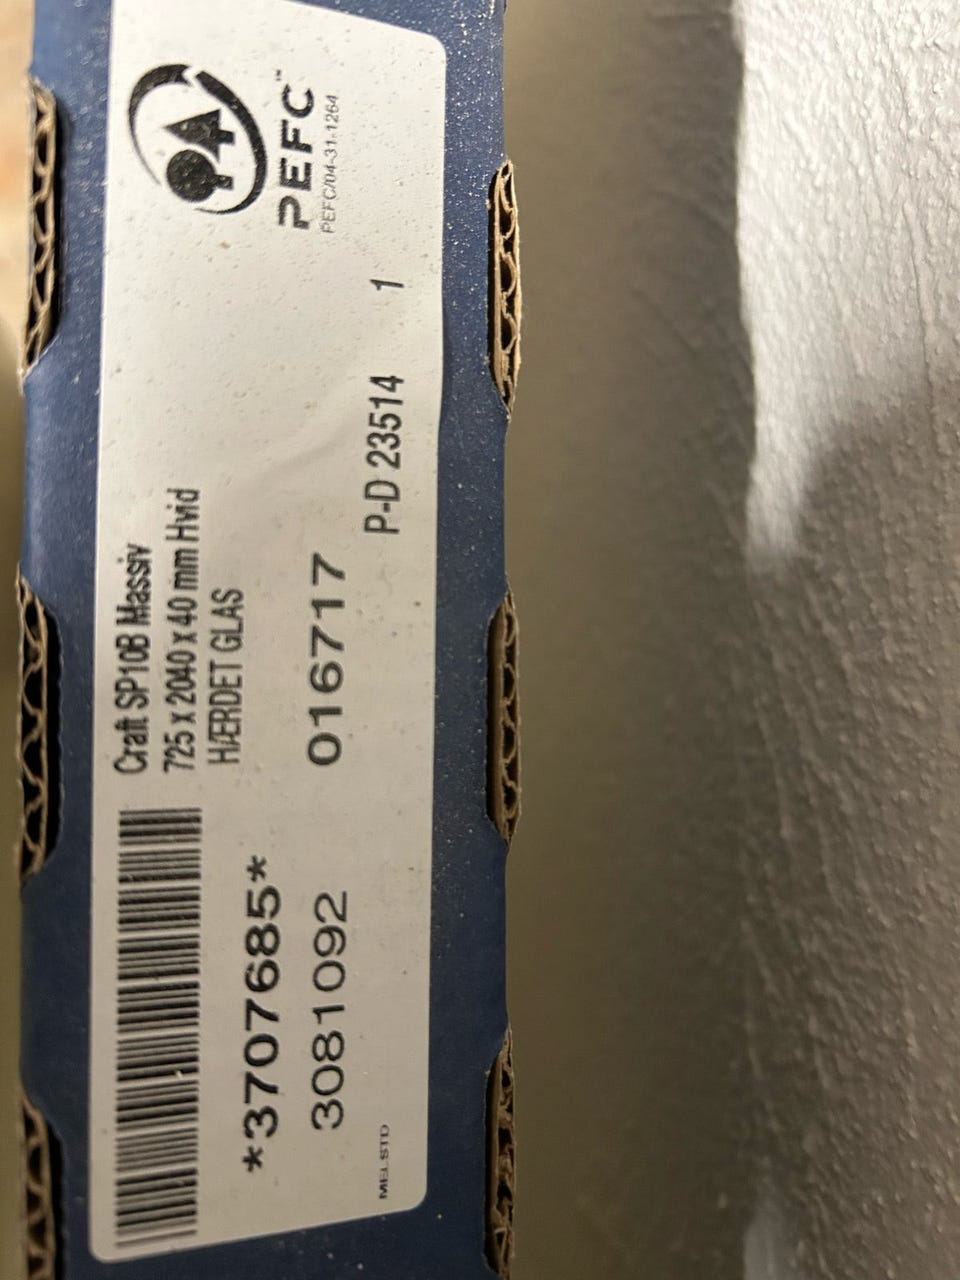 PEFC™
PEFC/04-31-1264
Craft SP10B Massiv
725 x 2040 x 40 mm Hvid
HÆRDET GLAS
*3707685*
3081092
016717
P-D 23514
1
MELSTD